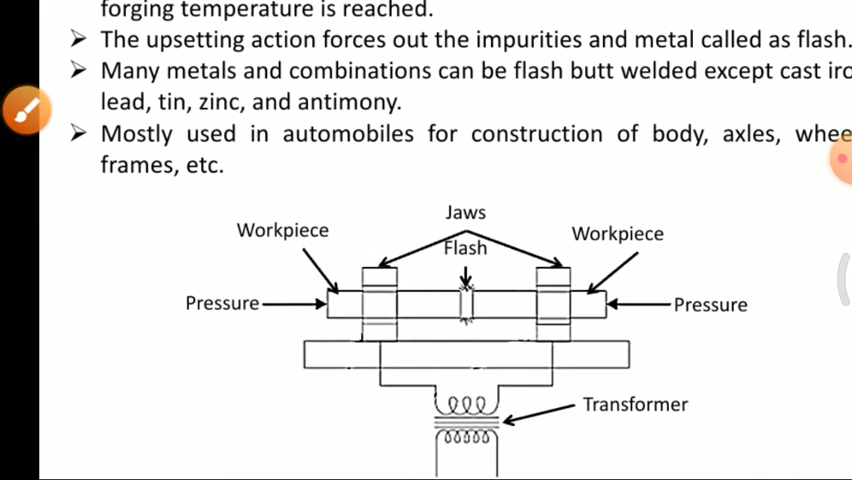 forging temperature is reached.
➢ The upsetting action forces out the impurities and metal called as flash.
➢ Many metals and combinations can be flash butt welded except cast iro
lead, tin, zinc, and antimony.
➢ Mostly used in automobiles for construction of body, axles, whee
frames, etc.
Jaws
Workpiece
Flash
Workpiece
Pressure
Pressure
Transformer